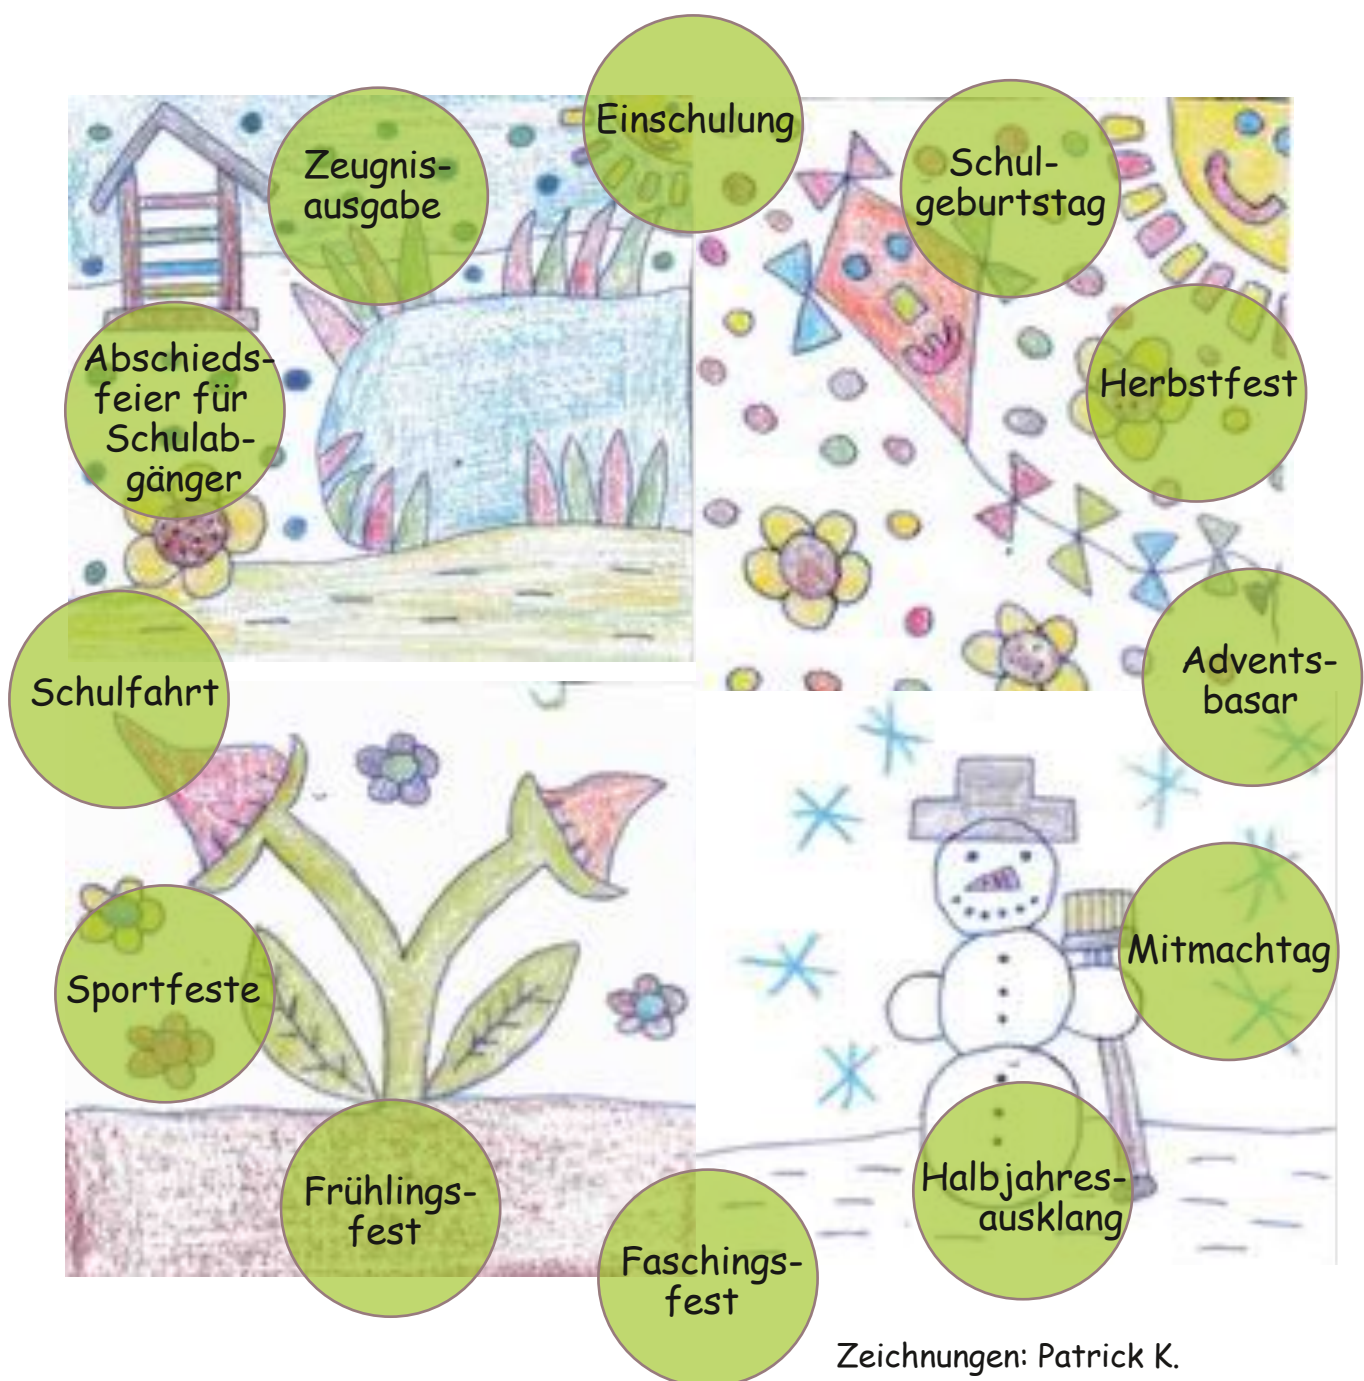 Einschulung
Schul-
geburtstag
Herbstfest
Advents-
basar
Mitmachtag
Halbjahres-
ausklang
Faschings-
fest
Frühlings-
fest
Sportfeste
Schulfahrt
Abschieds-
feier für
Schulab-
gänger
Zeugnis-
ausgabe
Zeichnungen: Patrick K.